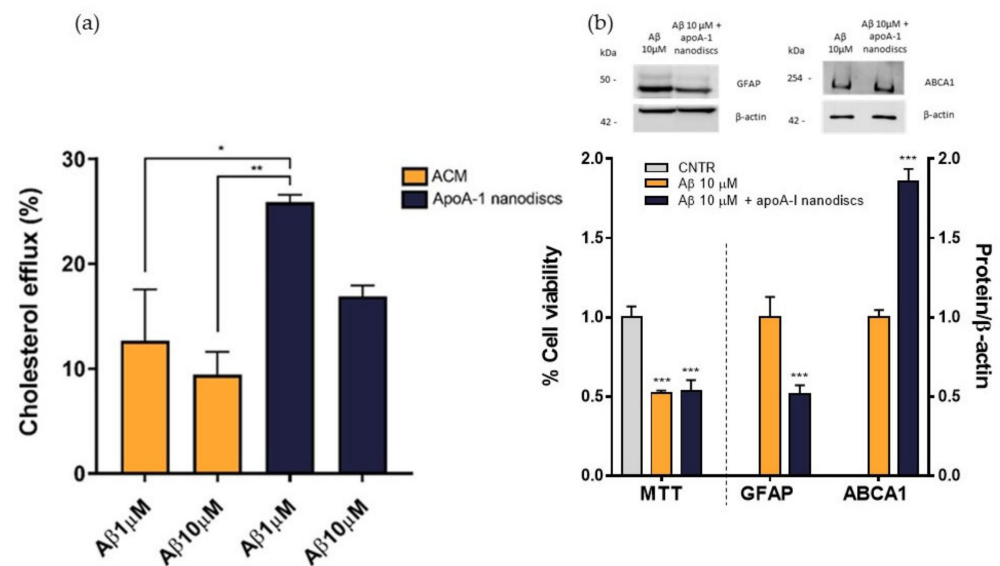 (a)
Cholesterol efflux (%)
30
20
10
0
*
**
ACM
ApoA-1 nanodiscs
Aβ1μM
Aβ10μM
Aβ1μM
Aβ10μM
(b)
kDa
Aβ
10μM
Aβ 10 μM +
apoA-1
nanodiscs
50 -
GFAP
42 -
β-actin
kDa
Aβ
10μM
Aβ 10μM +
apoA-1
nanodiscs
254 -
ABCA1
42 -
β-actin
% Cell viability
2.0
1.5
1.0
0.5
0.0
CNTR
Aβ 10 μM
Aβ 10 μM + apoA-I nanodiscs
***
***
***
***
MTT
GFAP
ABCA1
2.0
1.5
1.0
0.5
0.0
Protein/β-actin